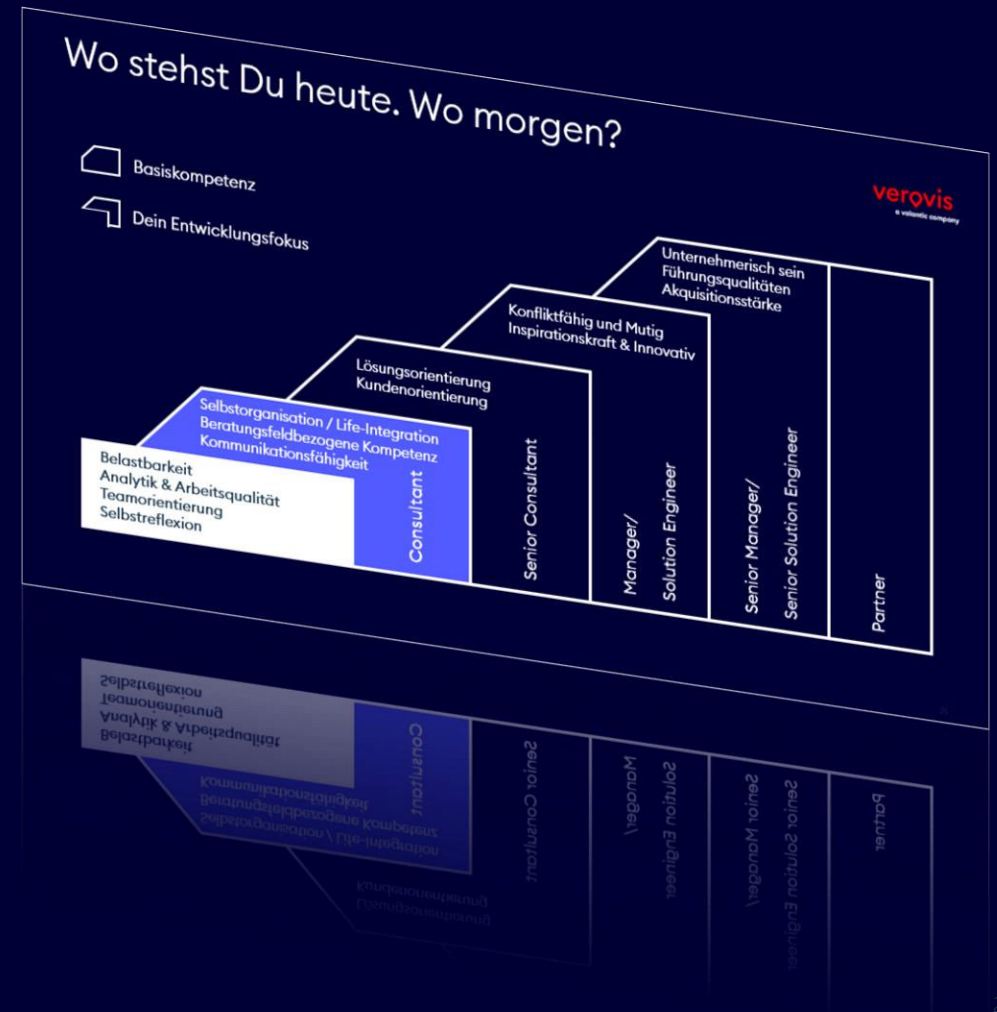 Wo stehst Du heute. Wo morgen?
Basiskompetenz
Dein Entwicklungsfokus
verovis
a valantic company
Unternehmerisch sein
Führungsqualitäten
Akquisitionsstärke
Konfliktfähig und Mutig
Inspirationskraft & Innovativ
Lösungsorientierung
Kundenorientierung
Selbstorganisation / Life-Integration
Beratungsfeldbezogene Kompetenz
Kommunikationsfähigkeit
Belastbarkeit
Analytik & Arbeitsqualität
Teamorientierung
Selbstreflexion
Consultant
Senior Consultant
Manager/
Solution Engineer
Senior Manager/
Senior Solution Engineer
Partner